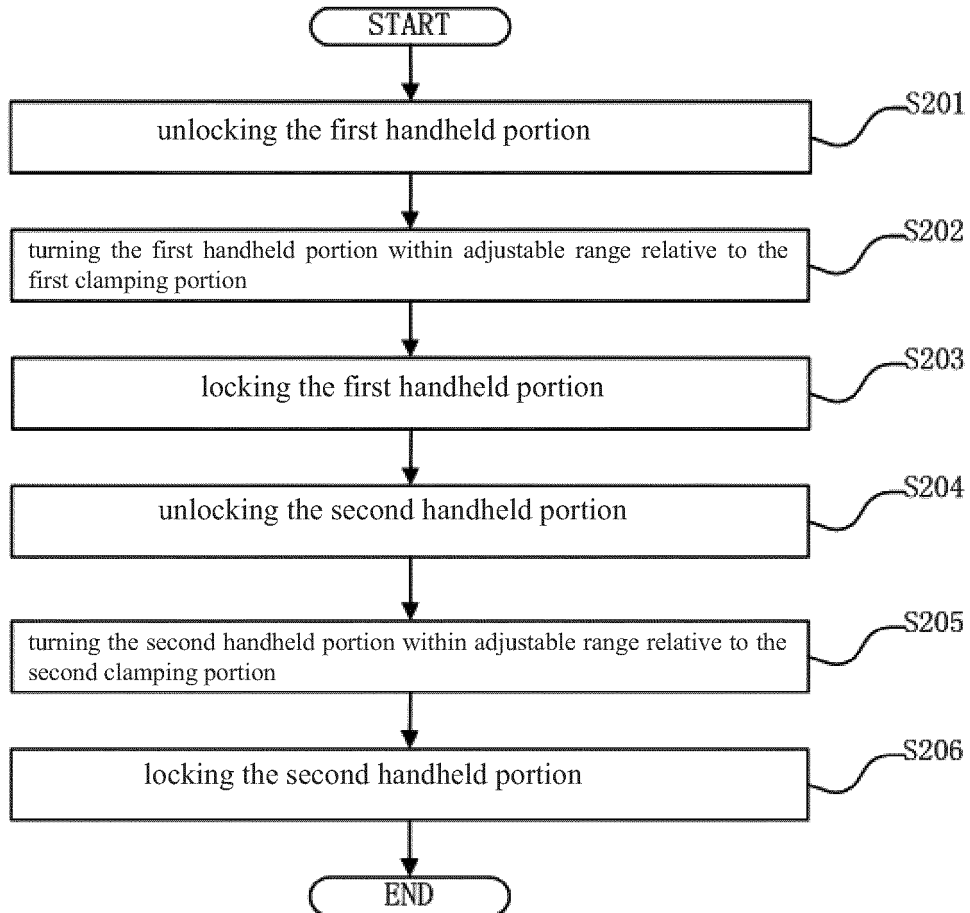 START
unlocking the first handheld portion
S201
turning the first handheld portion within adjustable range relative to the
first clamping portion
S202
locking the first handheld portion
S203
unlocking the second handheld portion
S204
turning the second handheld portion within adjustable range relative to the
second clamping portion
S205
locking the second handheld portion
S206
END